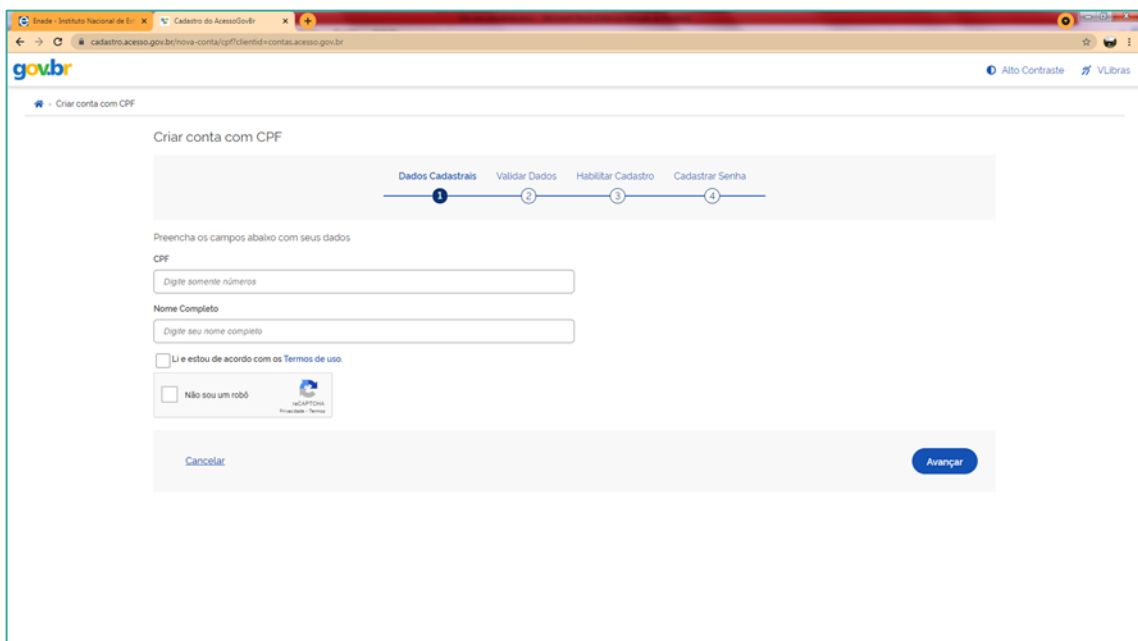 Enade - Instituto Nacional de Est
Cadastro do AcessoGovBr
cadastro.acesso.gov.br/nova-conta/cpf?clientid=contas.acesso.gov.br
gov.br
Alto Contraste
VLibras
Criar conta com CPF
Criar conta com CPF
Dados Cadastrais Validar Dados Habilitar Cadastro Cadastrar Senha
1 2 3 4
Preencha os campos abaixo com seus dados
CPF
Digite somente números
Nome Completo
Digite seu nome completo
Li e estou de acordo com os Termos de uso.
Não sou um robô
reCAPTCHA
Privacidade - Termos
Cancelar
Avançar